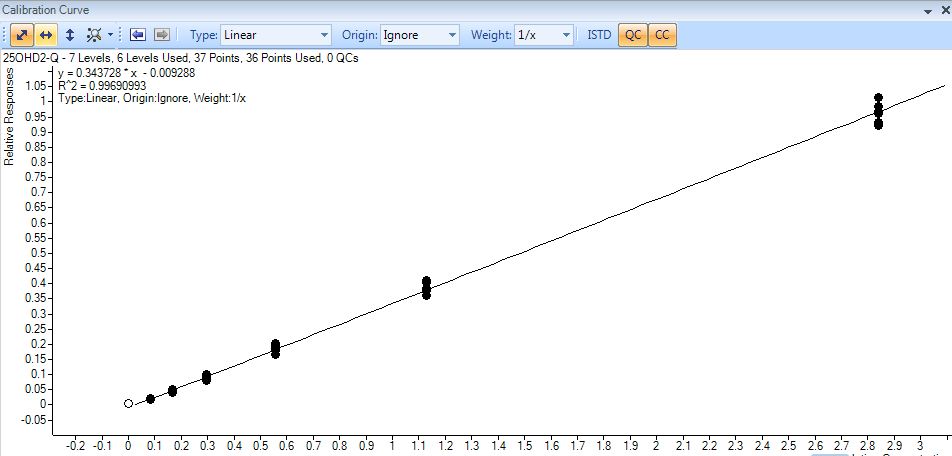 Calibration Curve
Type: Linear Origin: Ignore Weight: 1/x ISTD QC CC
25OHD2-Q - 7 Levels, 6 Levels Used, 37 Points, 36 Points Used, 0 QCs
y = 0.343728 * x - 0.009288
R^2 = 0.99690993
Type:Linear, Origin:Ignore, Weight:1/x
Relative Responses
1.05
1
0.95
0.9
0.85
0.8
0.75
0.7
0.65
0.6
0.55
0.5
0.45
0.4
0.35
0.3
0.25
0.2
0.15
0.1
0.05
0
-0.05
-0.2 -0.1 0 0.1 0.2 0.3 0.4 0.5 0.6 0.7 0.8 0.9 1 1.1 1.2 1.3 1.4 1.5 1.6 1.7 1.8 1.9 2 2.1 2.2 2.3 2.4 2.5 2.6 2.7 2.8 2.9 3